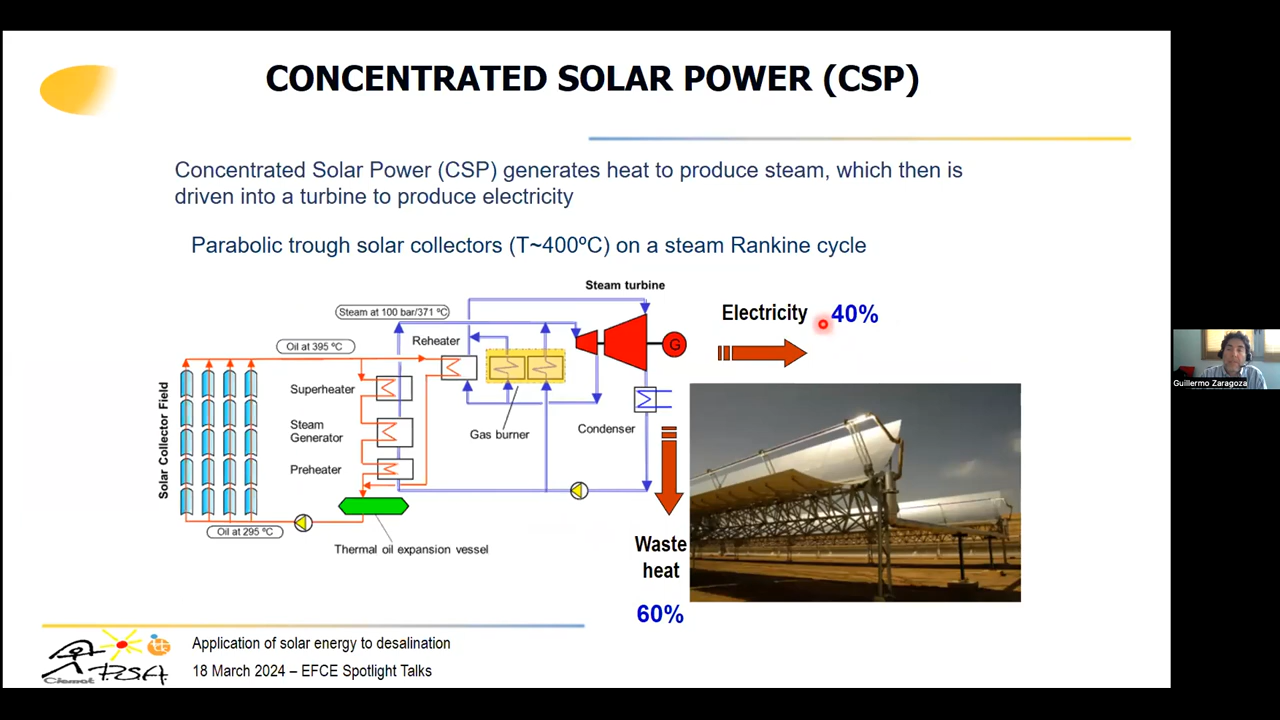 CONCENTRATED SOLAR POWER (CSP)
Concentrated Solar Power (CSP) generates heat to produce steam, which then is
driven into a turbine to produce electricity
Parabolic trough solar collectors (T~400ºC) on a steam Rankine cycle
Steam turbine
Steam at 100 bar/371 ºC
Electricity
40%
Reheater
Oil at 395 ºC
G
Superheater
Steam
Generator
Gas burner
Condenser
Preheater
Solar Collector Field
Oil at 295 ºC
Thermal oil expansion vessel
Waste
heat
60%
Guillermo Zaragoza
Application of solar energy to desalination
18 March 2024 – EFCE Spotlight Talks
Ciemat
PSA